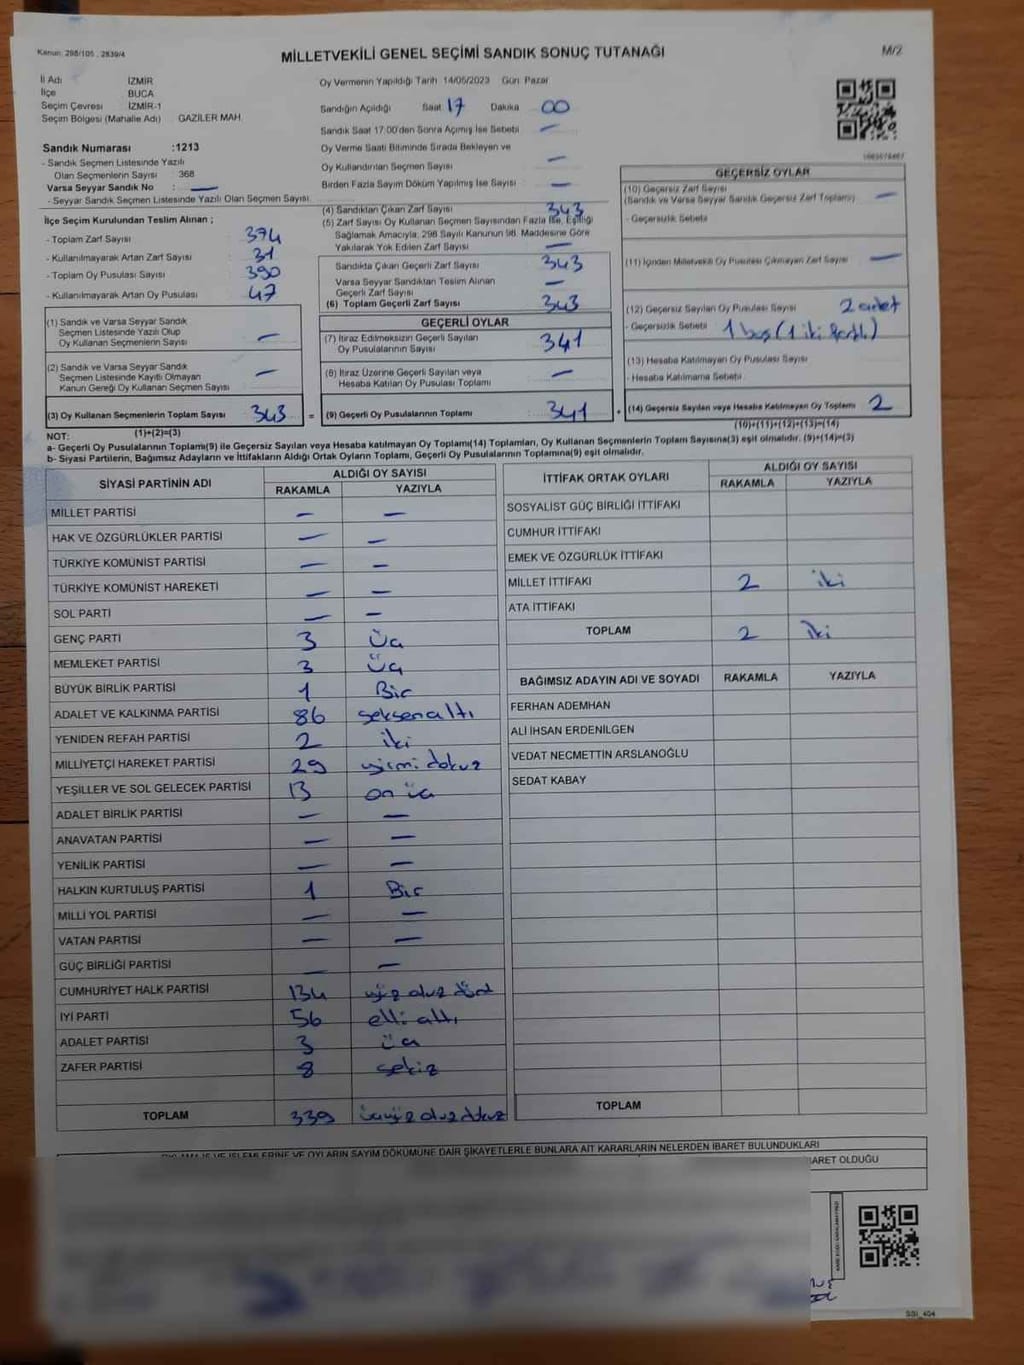 Kanun: 298/105 , 2839/4
MİLLETVEKİLİ GENEL SEÇİMİ SANDIK SONUÇ TUTANAĞI
M/2
İl Adı İZMİR
İlçe BUCA
Seçim Çevresi İZMİR-1
Seçim Bölgesi (Mahalle Adı) GAZİLER MAH.
Sandık Numarası :1213
- Sandık Seçmen Listesinde Yazılı
Olan Seçmenlerin Sayısı : 368
Varsa Seyyar Sandık No : —
- Seyyar Sandık Seçmen Listesinde Yazılı Olan Seçmen Sayısı
Oy Vermenin Yapıldığı Tarih 14/05/2023 Gün Pazar
Sandığın Açıldığı Saat 17 Dakika 00
Sandık Saat 17.00'den Sonra Açmış İse Sebebi —
Oy Verme Saati Bitiminde Sırada Bekleyen ve
Oy Kullandırılan Seçmen Sayısı —
Birden Fazla Sayım Döküm Yapılmış İse Sayısı —
İlçe Seçim Kurulundan Teslim Alınan ;
- Toplam Zarf Sayısı 374
- Kullanılmayarak Artan Zarf Sayısı 31
- Toplam Oy Pusulası Sayısı 390
- Kullanılmayarak Artan Oy Pusulası 47
(4) Sandıktan Çıkan Zarf Sayısı 343
(5) Zarf Sayısı Oy Kullanan Seçmen Sayısından Fazla İse, Eşitliği
Sağlamak Amacıyla, 298 Sayılı Kanunun 98. Maddesine Göre
Yakılarak Yok Edilen Zarf Sayısı —
Sandıkta Çıkan Geçerli Zarf Sayısı 343
Varsa Seyyar Sandıktan Teslim Alınan
Geçerli Zarf Sayısı —
(6) Toplam Geçerli Zarf Sayısı 343
GEÇERSİZ OYLAR
(10) Geçersiz Zarf Sayısı
(Sandık ve Varsa Seyyar Sandık Geçersiz Zarf Toplamı) —
- Geçersizlik Sebebi
(11) İçinden Milletvekili Oy Pusulası Çıkmayan Zarf Sayısı —
(12) Geçersiz Sayılan Oy Pusulası Sayısı 2 adet
- Geçersizlik Sebebi 1 boş (1 iki
(13) Hesaba Katılmayan Oy Pusulası Sayısı
- Hesaba Katılmama Sebebi
(14) Geçersiz Sayılan veya Hesaba Katılmayan Oy Toplamı 2
(10)+(11)+(12)+(13)=(14)
(1) Sandık ve Varsa Seyyar Sandık
Seçmen Listesinde Yazılı Olup
Oy Kullanan Seçmenlerin Sayısı —
(2) Sandık ve Varsa Seyyar Sandık
Seçmen Listesinde Kayıtlı Olmayan
Kanun Gereği Oy Kullanan Seçmen Sayısı —
(3) Oy Kullanan Seçmenlerin Toplam Sayısı 343 =
(1)+(2)=(3)
GEÇERLİ OYLAR
(7) İtiraz Edilmeksizin Geçerli Sayılan
Oy Pusulalarının Sayısı 341
(8) İtiraz Üzerine Geçerli Sayılan veya
Hesaba Katılan Oy Pusulası Toplamı —
(9) Geçerli Oy Pusulalarının Toplamı 341 +
NOT:
a- Geçerli Oy Pusulalarının Toplamı(9) ile Geçersiz Sayılan veya Hesaba katılmayan Oy Toplamı(14) Toplamları, Oy Kullanan Seçmenlerin Toplam Sayısına(3) eşit olmalıdır. (9)+(14)=(3)
b- Siyasi Partilerin, Bağımsız Adayların ve İttifakların Aldığı Ortak Oyların Toplamı, Geçerli Oy Pusulalarının Toplamına(9) eşit olmalıdır.
SİYASİ PARTİNİN ADI ALDIĞI OY SAYISI
RAKAMLA YAZIYLA
MİLLET PARTİSİ — —
HAK VE ÖZGÜRLÜKLER PARTİSİ — —
TÜRKİYE KOMÜNİST PARTİSİ — —
TÜRKİYE KOMÜNİST HAREKETİ — —
SOL PARTİ — —
GENÇ PARTİ 3 Üç
MEMLEKET PARTİSİ 3 Üç
BÜYÜK BİRLİK PARTİSİ 1 Bir
ADALET VE KALKINMA PARTİSİ 86 seksenaltı
YENİDEN REFAH PARTİSİ 2 iki
MİLLİYETÇİ HAREKET PARTİSİ 29 yirmi dokuz
YEŞİLLER VE SOL GELECEK PARTİSİ 13 on üç
ADALET BİRLİK PARTİSİ — —
ANAVATAN PARTİSİ — —
YENİLİK PARTİSİ — —
HALKIN KURTULUŞ PARTİSİ 1 Bir
MİLLİ YOL PARTİSİ — —
VATAN PARTİSİ — —
GÜÇ BİRLİĞİ PARTİSİ — —
CUMHURİYET HALK PARTİSİ 134 yüz otuz dört
İYİ PARTİ 56 elli altı
ADALET PARTİSİ 3 üç
ZAFER PARTİSİ 8 sekiz
TOPLAM 339 üçyüz otuz dokuz
İTTİFAK ORTAK OYLARI ALDIĞI OY SAYISI
RAKAMLA YAZIYLA
SOSYALİST GÜÇ BİRLİĞİ İTTİFAKI
CUMHUR İTTİFAKI
EMEK VE ÖZGÜRLÜK İTTİFAKI
MİLLET İTTİFAKI 2 iki
ATA İTTİFAKI
TOPLAM 2 iki
BAĞIMSIZ ADAYIN ADI VE SOYADI RAKAMLA YAZIYLA
FERHAN ADEMHAN
ALİ İHSAN ERDENİLGEN
VEDAT NECMETTİN ARSLANOĞLU
SEDAT KABAY
TOPLAM
OYLARIN SAYIM DÖKÜMÜNE DAİR ŞİKAYETLERLE BUNLARA AİT KARARLARIN NELERDEN İBARET BULUNDUKLARI
İBARET OLDUĞU
SSI_404